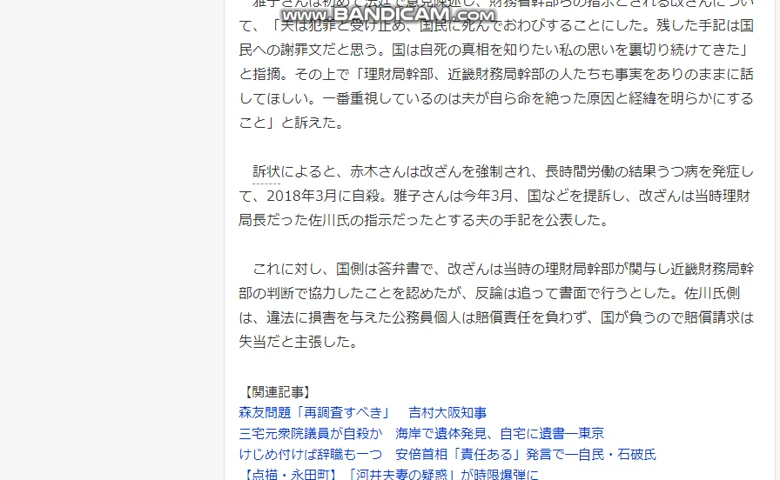 雅子さんは初めて法廷で意見陳述し、財務省幹部らの指示とされる改ざんについ
www.BANDICAM.com
て、「夫は犯罪と受け止め、国民に死んでおわびすることにした。残した手記は国
民への謝罪文だと思う。国は自死の真相を知りたい私の思いを裏切り続けてきた」
と指摘。その上で「理財局幹部、近畿財務局幹部の人たちも事実をありのままに話
してほしい。一番重視しているのは夫が自ら命を絶った原因と経緯を明らかにする
こと」と訴えた。
訴状によると、赤木さんは改ざんを強制され、長時間労働の結果うつ病を発症し
て、2018年3月に自殺。雅子さんは今年3月、国などを提訴し、改ざんは当時理財
局長だった佐川氏の指示だったとする夫の手記を公表した。
これに対し、国側は答弁書で、改ざんは当時の理財局幹部が関与し近畿財務局幹
部の判断で協力したことを認めたが、反論は追って書面で行うとした。佐川氏側
は、違法に損害を与えた公務員個人は賠償責任を負わず、国が負うので賠償請求は
失当だと主張した。
【関連記事】
森友問題「再調査すべき」 吉村大阪知事
三宅元衆院議員が自殺か 海岸で遺体発見、自宅に遺書―東京
けじめ付けば辞職も一つ 安倍首相「責任ある」発言で―自民・石破氏
【点描・永田町】「河井夫妻の疑惑」が時限爆弾に